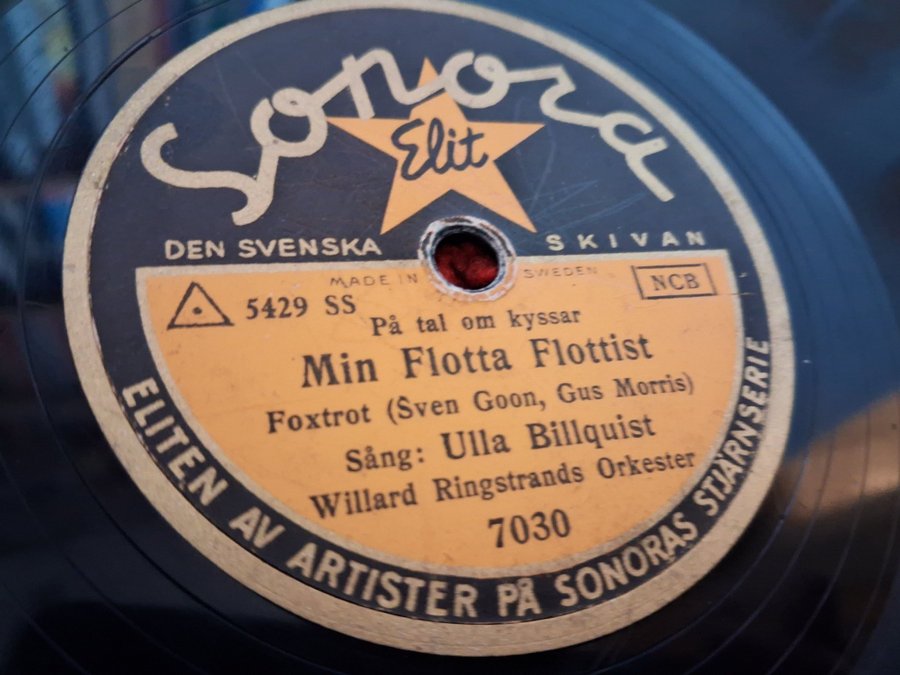 Sonora
Elit
DEN SVENSKA SKIVAN
MADE IN SWEDEN
5429 SS
NCB
På tal om kyssar
Min Flotta Flottist
Foxtrot (Sven Goon, Gus Morris)
Sång: Ulla Billquist
Willard Ringstrands Orkester
7030
ELITEN AV ARTISTER PÅ SONORAS STJÄRNSERIE